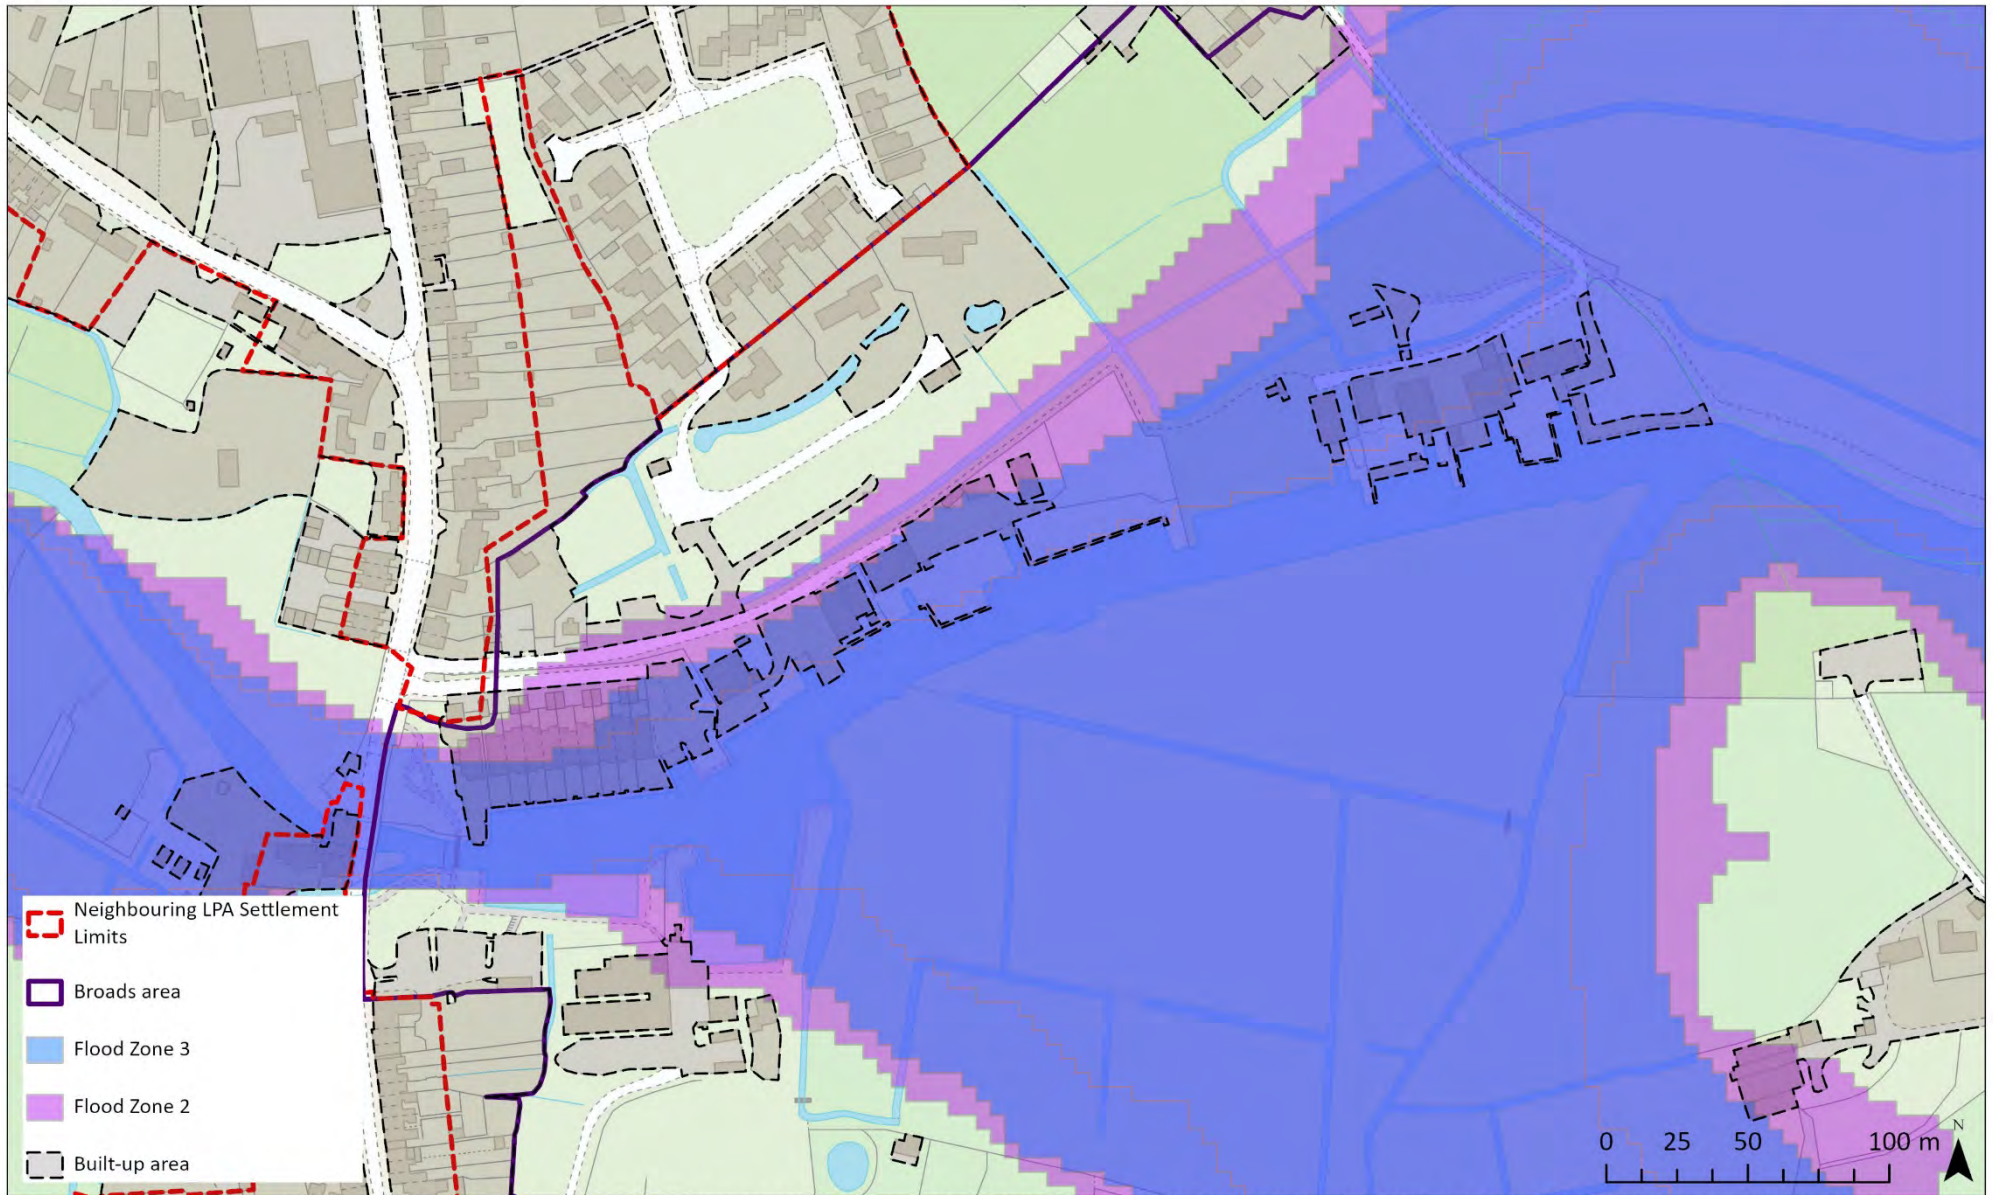 Neighbouring LPA Settlement
Limits
Broads area
Flood Zone 3
Flood Zone 2
Built-up area
0 25 50 100 m
N